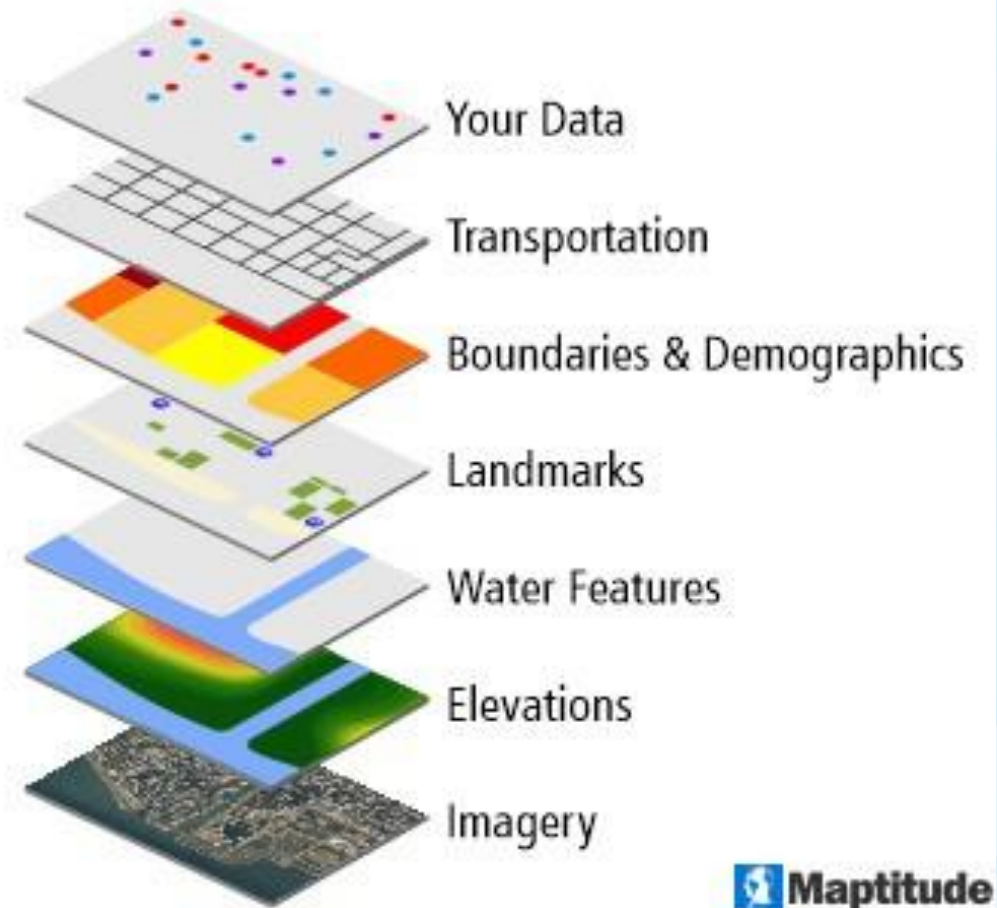 Your Data
Transportation
Boundaries & Demographics
Landmarks
Water Features
Elevations
Imagery
Maptitude